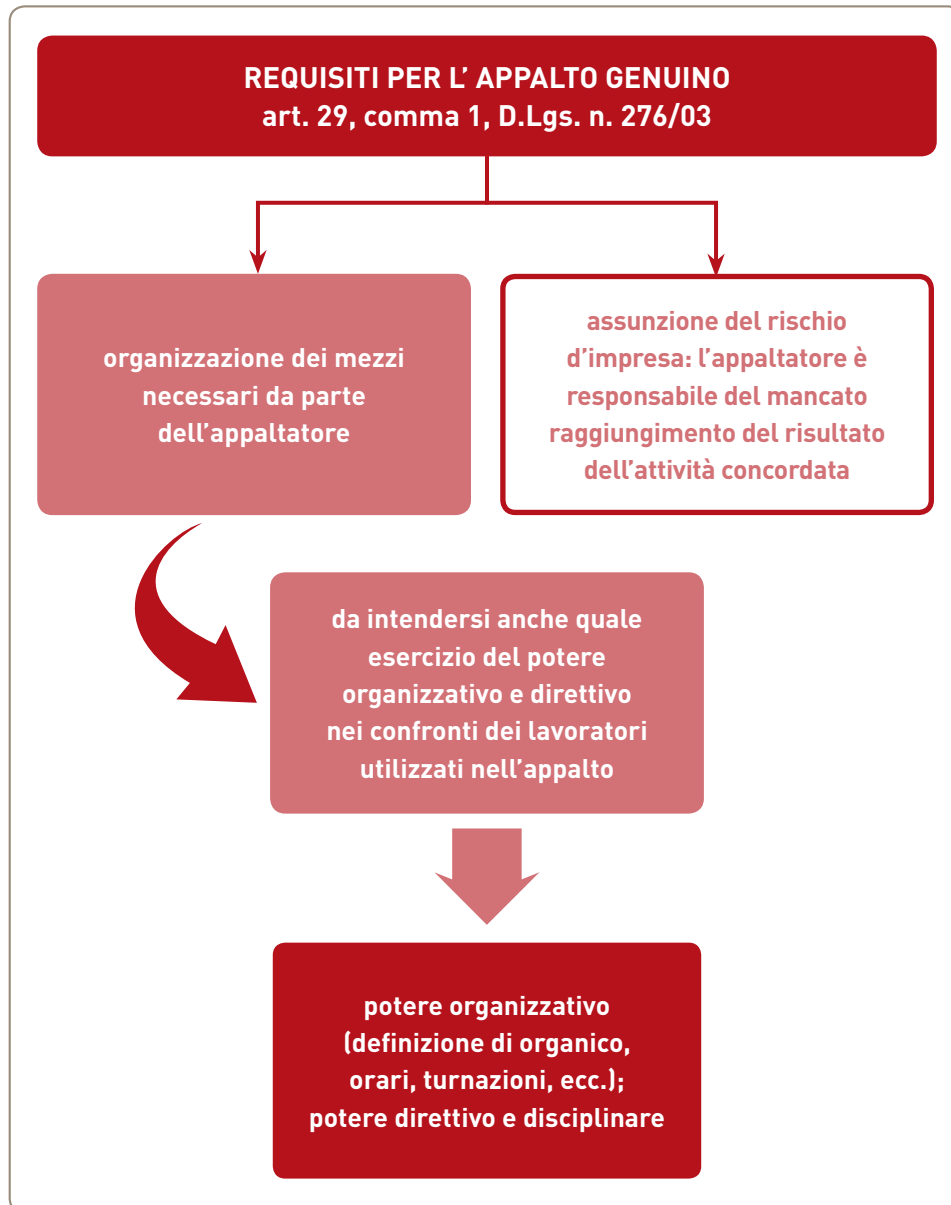 REQUISITI PER L’ APPALTO GENUINO
art. 29, comma 1, D.Lgs. n. 276/03
organizzazione dei mezzi
necessari da parte
dell’appaltatore
assunzione del rischio
d’impresa: l’appaltatore è
responsabile del mancato
raggiungimento del risultato
dell’attività concordata
da intendersi anche quale
esercizio del potere
organizzativo e direttivo
nei confronti dei lavoratori
utilizzati nell’appalto
potere organizzativo
(definizione di organico,
orari, turnazioni, ecc.);
potere direttivo e disciplinare